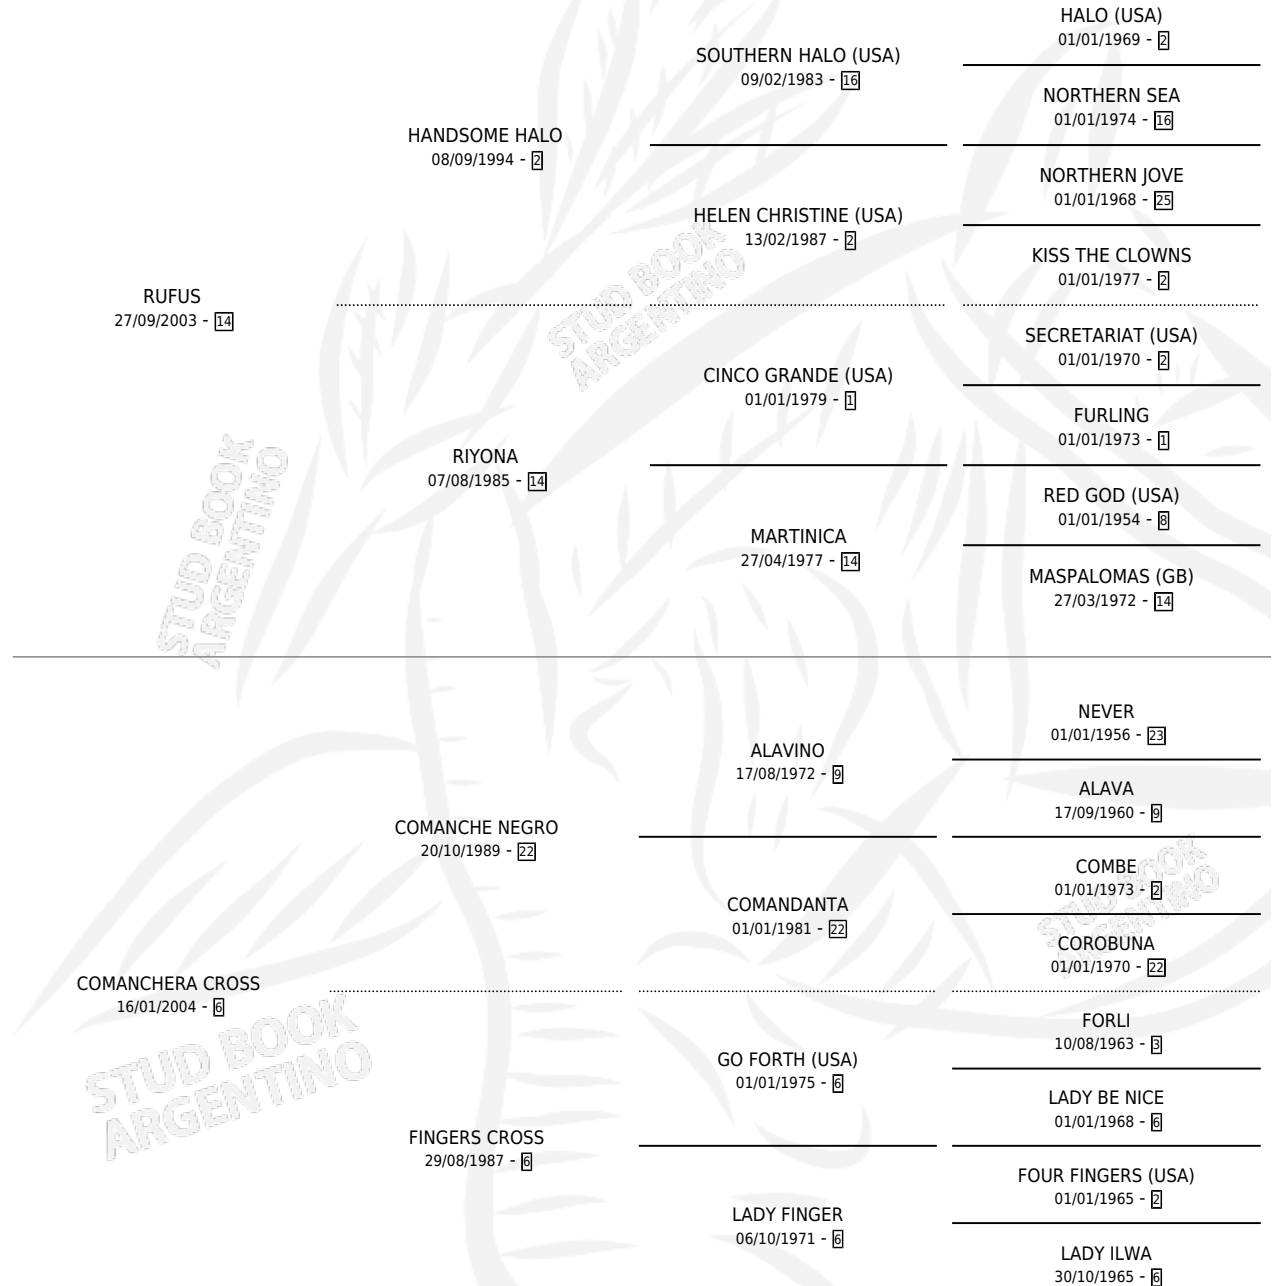 HALO (USA)
01/01/1969 - 2
SOUTHERN HALO (USA)
09/02/1983 - 16
NORTHERN SEA
01/01/1974 - 16
HANDSOME HALO
08/09/1994 - 2
NORTHERN JOVE
01/01/1968 - 25
HELEN CHRISTINE (USA)
13/02/1987 - 2
KISS THE CLOWNS
01/01/1977 - 2
RUFUS
27/09/2003 - 14
STUD BOOK
ARGENTINO
SECRETARIAT (USA)
01/01/1970 - 2
CINCO GRANDE (USA)
01/01/1979 - 1
FURLING
01/01/1973 - 1
RIYONA
07/08/1985 - 14
RED GOD (USA)
01/01/1954 - 8
MARTINICA
27/04/1977 - 14
MASPALOMAS (GB)
27/03/1972 - 14
STUD BOOK
ARGENTINO
NEVER
01/01/1956 - 23
ALAVINO
17/08/1972 - 9
ALAVA
17/09/1960 - 9
COMANCHE NEGRO
20/10/1989 - 22
COMBE
01/01/1973 - 2
COMANDANTA
01/01/1981 - 22
STUD BOOK
ARGENTINO
COROBUNA
01/01/1970 - 22
COMANCHERA CROSS
16/01/2004 - 6
STUD BOOK
ARGENTINO
FORLI
10/08/1963 - 3
GO FORTH (USA)
01/01/1975 - 6
LADY BE NICE
01/01/1968 - 6
FINGERS CROSS
29/08/1987 - 6
FOUR FINGERS (USA)
01/01/1965 - 2
LADY FINGER
06/10/1971 - 6
LADY ILWA
30/10/1965 - 6